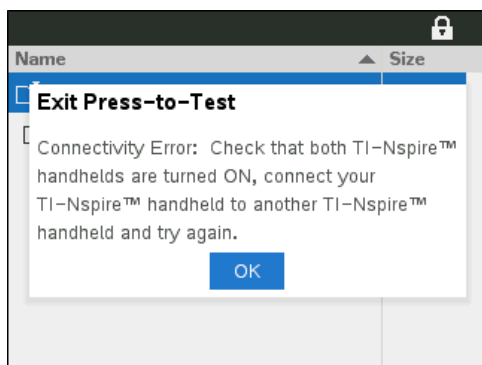 Name Size
Exit Press-to-Test
Connectivity Error: Check that both TI-Nspire™
handhelds are turned ON, connect your
TI-Nspire™ handheld to another TI-Nspire™
handheld and try again.
OK